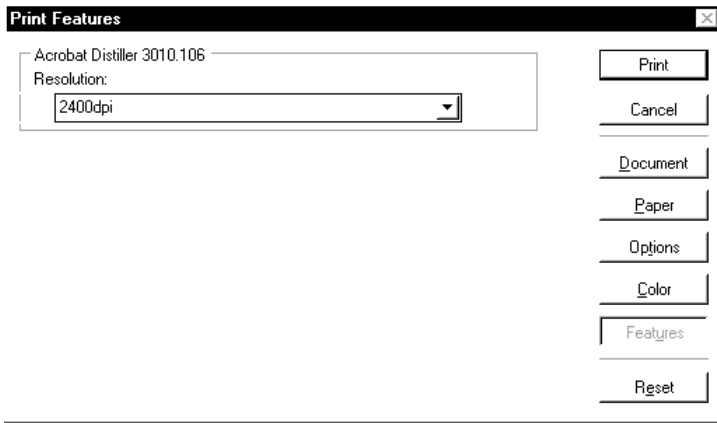 Print Features
Acrobat Distiller 3010.106
Resolution:
2400dpi
Print
Cancel
Document
Paper
Options
Color
Features
Reset